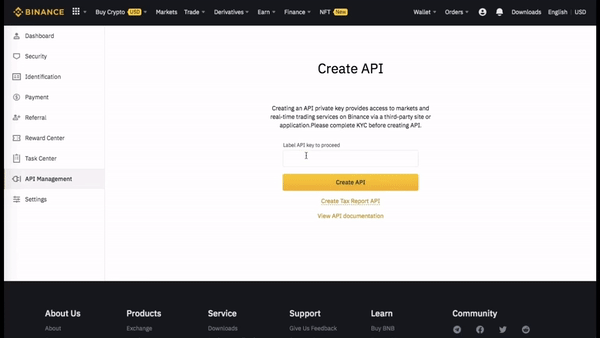 BINANCE Buy Crypto USD Markets Trade Derivatives Earn Finance NFT New Wallet Orders Downloads English | USD
Dashboard
Security
Identification
Payment
Referral
Reward Center
Task Center
API Management
Settings
Create API
Creating an API private key provides access to markets and
real-time trading services on Binance via a third-party site or
application.Please complete KYC before creating API.
Label API key to proceed
Create API
Create Tax Report API
View API documentation
About Us Products Service Support Learn Community
About Exchange Downloads Give Us Feedback Buy BNB